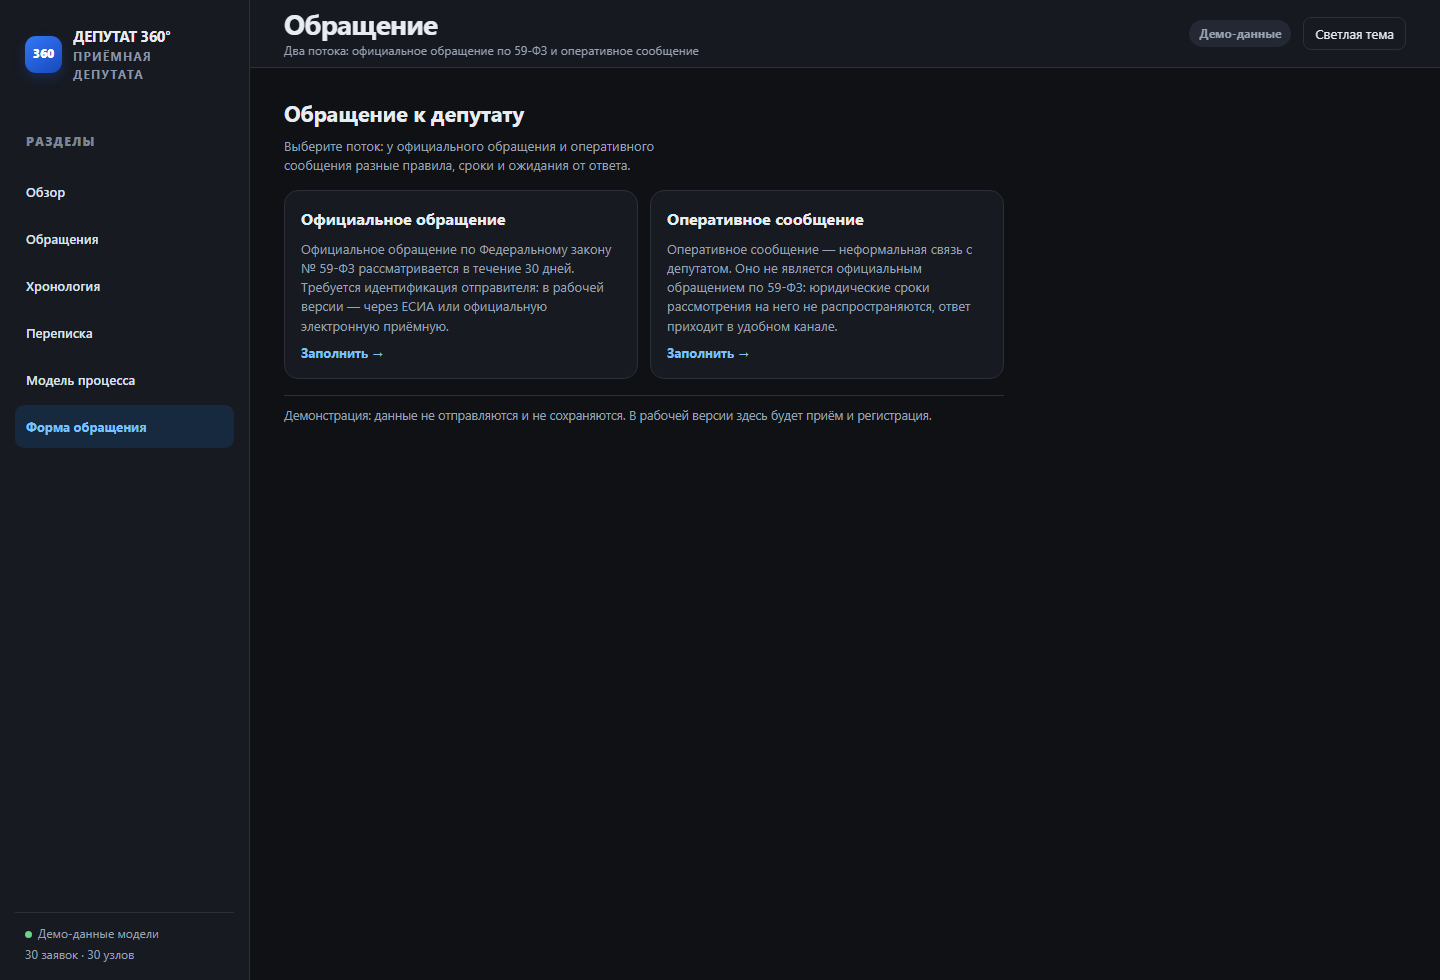 360
ДЕПУТАТ 360°
ПРИЁМНАЯ
ДЕПУТАТА
РАЗДЕЛЫ
Обзор
Обращения
Хронология
Переписка
Модель процесса
Форма обращения
Демо-данные модели
30 заявок · 30 узлов
Обращение
Два потока: официальное обращение по 59-ФЗ и оперативное сообщение
Демо-данные
Светлая тема
Обращение к депутату
Выберите поток: у официального обращения и оперативного
сообщения разные правила, сроки и ожидания от ответа.
Официальное обращение
Официальное обращение по Федеральному закону
№ 59-ФЗ рассматривается в течение 30 дней.
Требуется идентификация отправителя: в рабочей
версии — через ЕСИА или официальную
электронную приёмную.
Заполнить →
Оперативное сообщение
Оперативное сообщение — неформальная связь с
депутатом. Оно не является официальным
обращением по 59-ФЗ: юридические сроки
рассмотрения на него не распространяются, ответ
приходит в удобном канале.
Заполнить →
Демонстрация: данные не отправляются и не сохраняются. В рабочей версии здесь будет приём и регистрация.